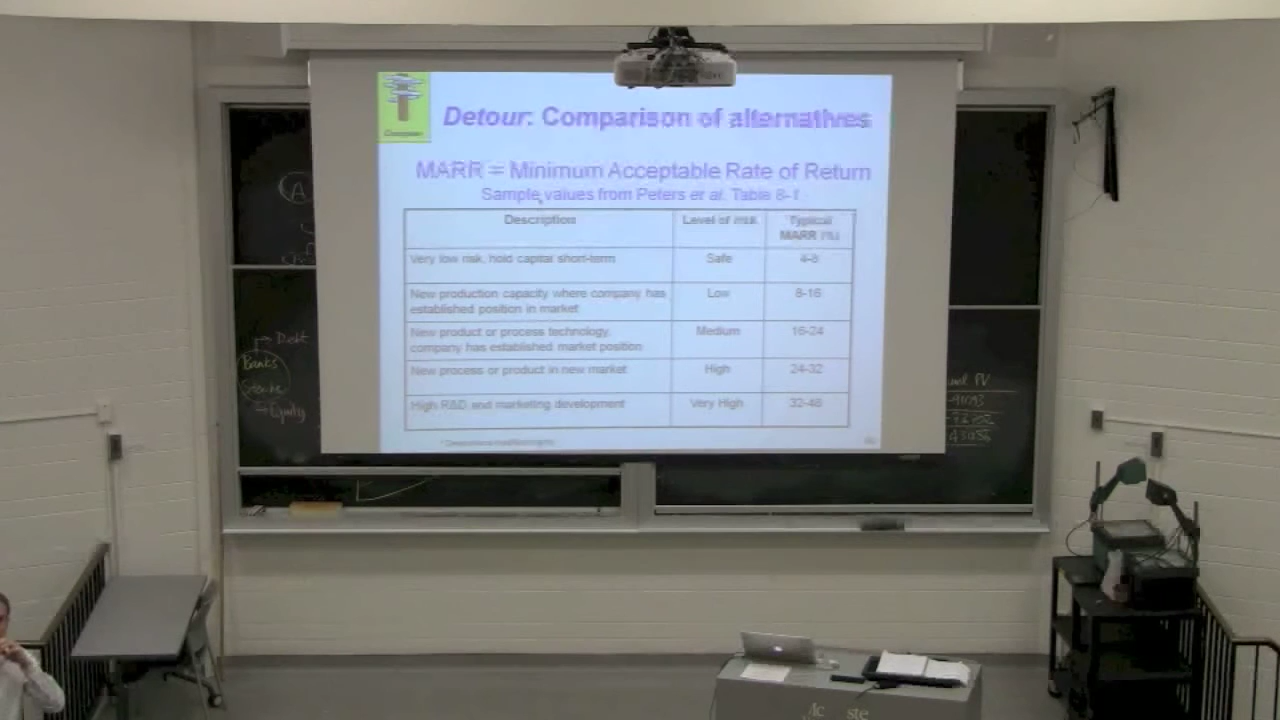 Detour: Comparison of alternatives
MARR = Minimum Acceptable Rate of Return
Sample values from Peters et al. Table 8-1
Description Level of risk Typical
MARR (%)
Very low risk, hold capital short-term Safe 4-8
New production capacity where company has
established position in market Low 8-16
New product or process technology,
company has established market position Medium 16-24
New process or product in new market High 24-32
High R&D and marketing development Very High 32-48
A
Debt
Banks
Stocks
Equity
PV